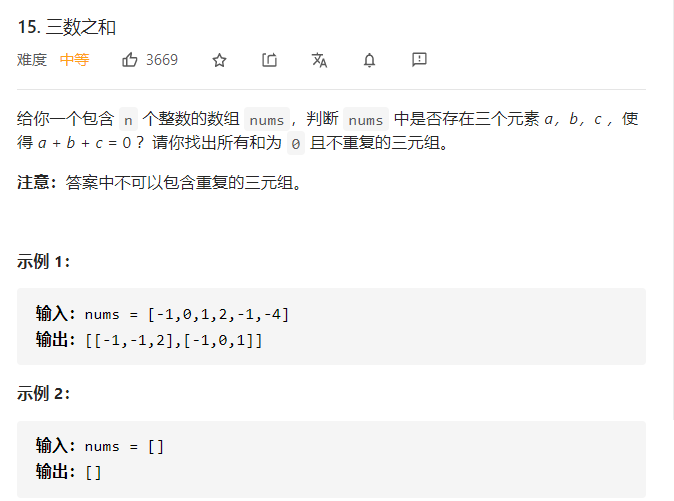 15. 三数之和
难度 中等 3669
给你一个包含 n 个整数的数组 nums，判断 nums 中是否存在三个元素 a，b，c ，使
得 a + b + c = 0 ？请你找出所有和为 0 且不重复的三元组。
注意：答案中不可以包含重复的三元组。
示例 1：
输入：nums = [-1,0,1,2,-1,-4]
输出：[[-1,-1,2],[-1,0,1]]
示例 2：
输入：nums = []
输出：[]